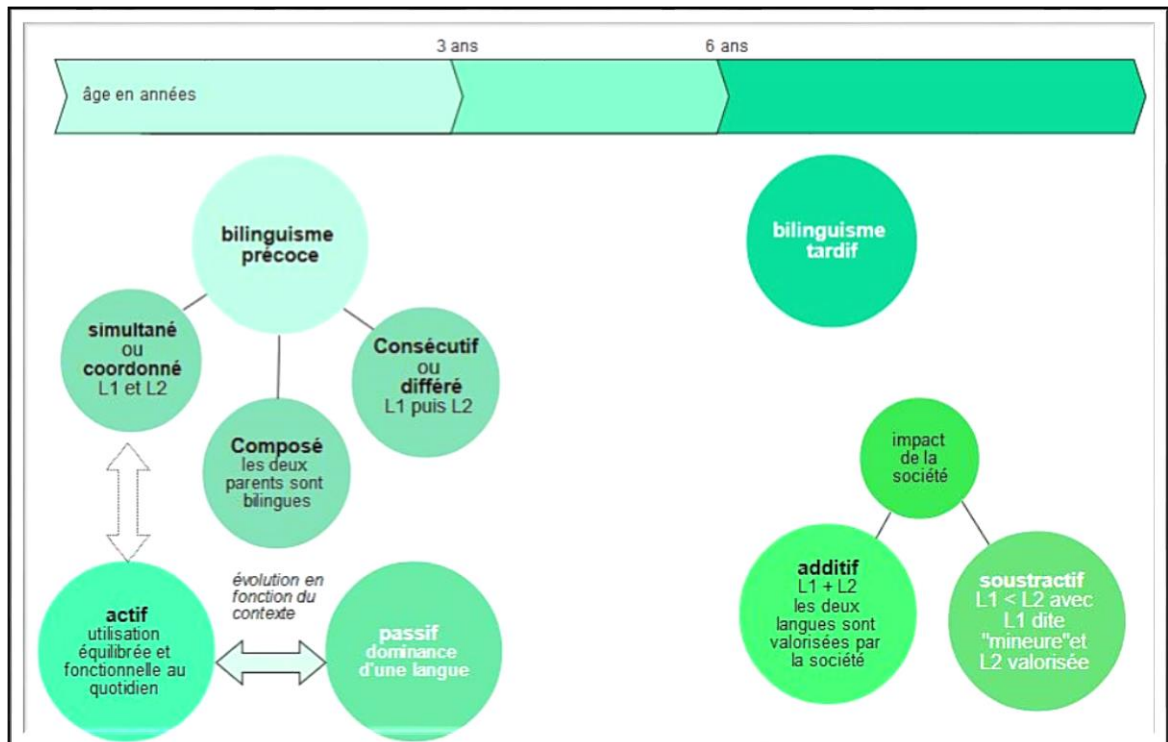 3 ans
6 ans
âge en années
bilinguisme
précoce
bilinguisme
tardif
simultané
ou
coordonné
L1 et L2
Consécutif
ou
différé
L1 puis L2
Composé
les deux
parents sont
bilingues
impact
de la
société
actif
utilisation
équilibrée et
fonctionnelle au
quotidien
évolution en
fonction du
contexte
passif
dominance
d'une langue
additif
L1 + L2
les deux
langues sont
valorisées par
la société
soustractif
L1 < L2 avec
L1 dite
"mineure"et
L2 valorisée